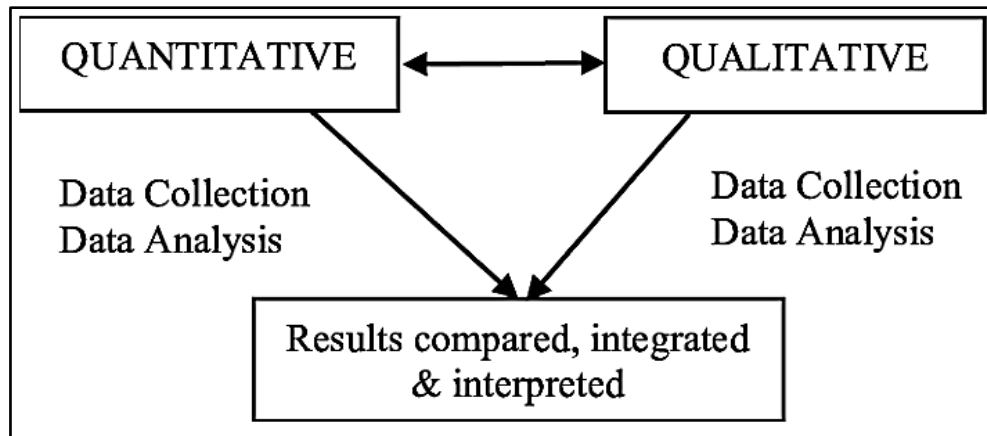 QUANTITATIVE
QUALITATIVE
Data Collection
Data Analysis
Data Collection
Data Analysis
Results compared, integrated
& interpreted